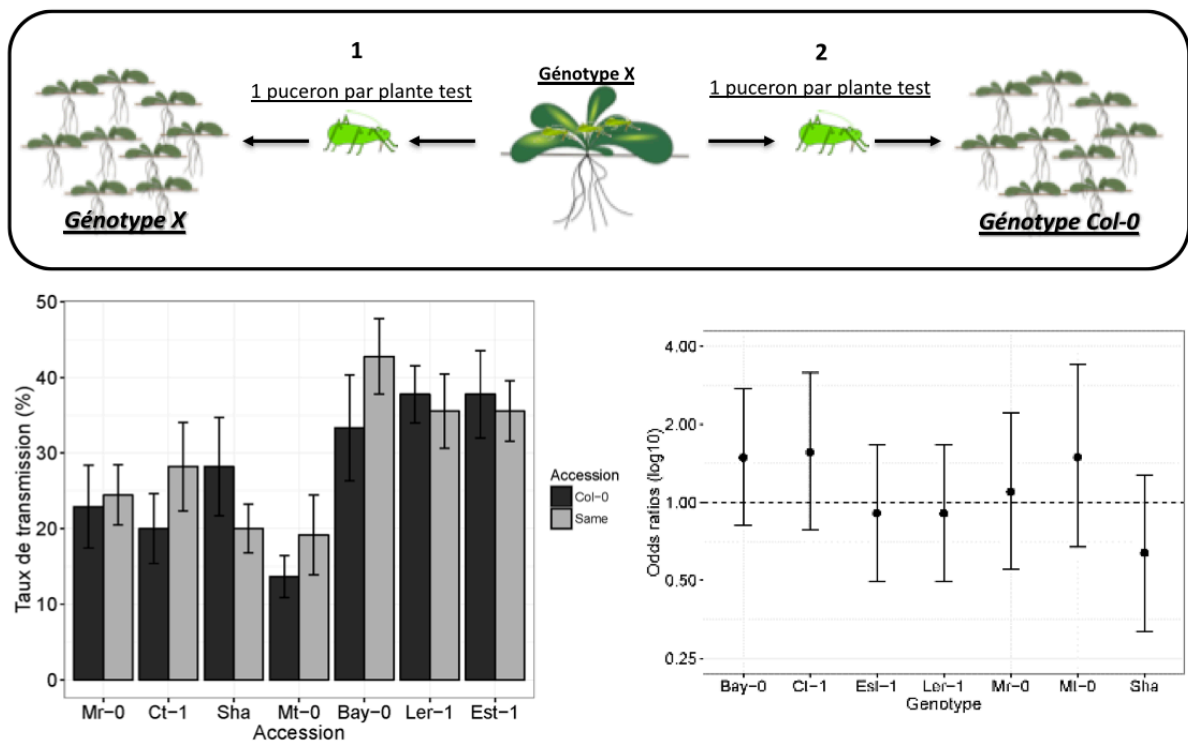 1
1 puceron par plante test
Génotype X
2
1 puceron par plante test
Génotype X
Génotype Col-0
50
40
30
20
10
0
Taux de transmission (%)
Mr-0 Ct-1 Sha Mt-0 Bay-0 Ler-1 Est-1
Accession
Accession
Col-0
Same
4.00
2.00
1.00
0.50
0.25
Odds ratios (log10)
Bay-0 Ct-1 Est-1 Ler-1 Mr-0 Mt-0 Sha
Genotype